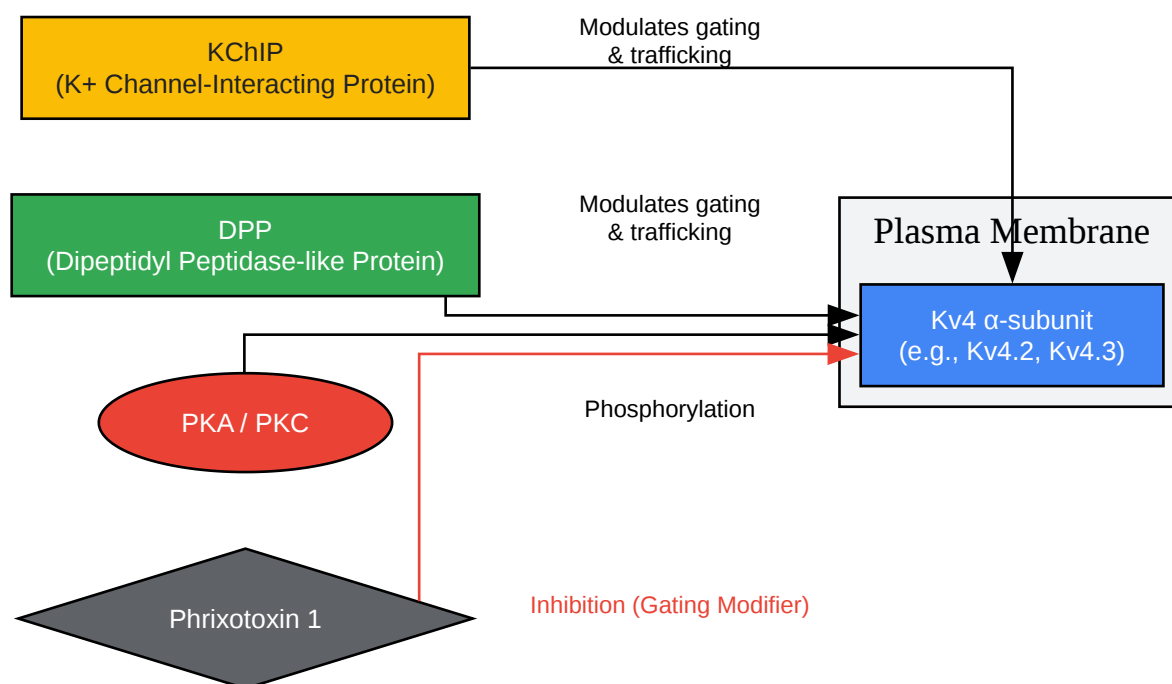 Modulates gating
& trafficking
KChIP
(K+ Channel-Interacting Protein)
Modulates gating
& trafficking
DPP
(Dipeptidyl Peptidase-like Protein)
Plasma Membrane
Kv4 α-subunit
(e.g., Kv4.2, Kv4.3)
PKA / PKC
Phosphorylation
Phrixotoxin 1
Inhibition (Gating Modifier)